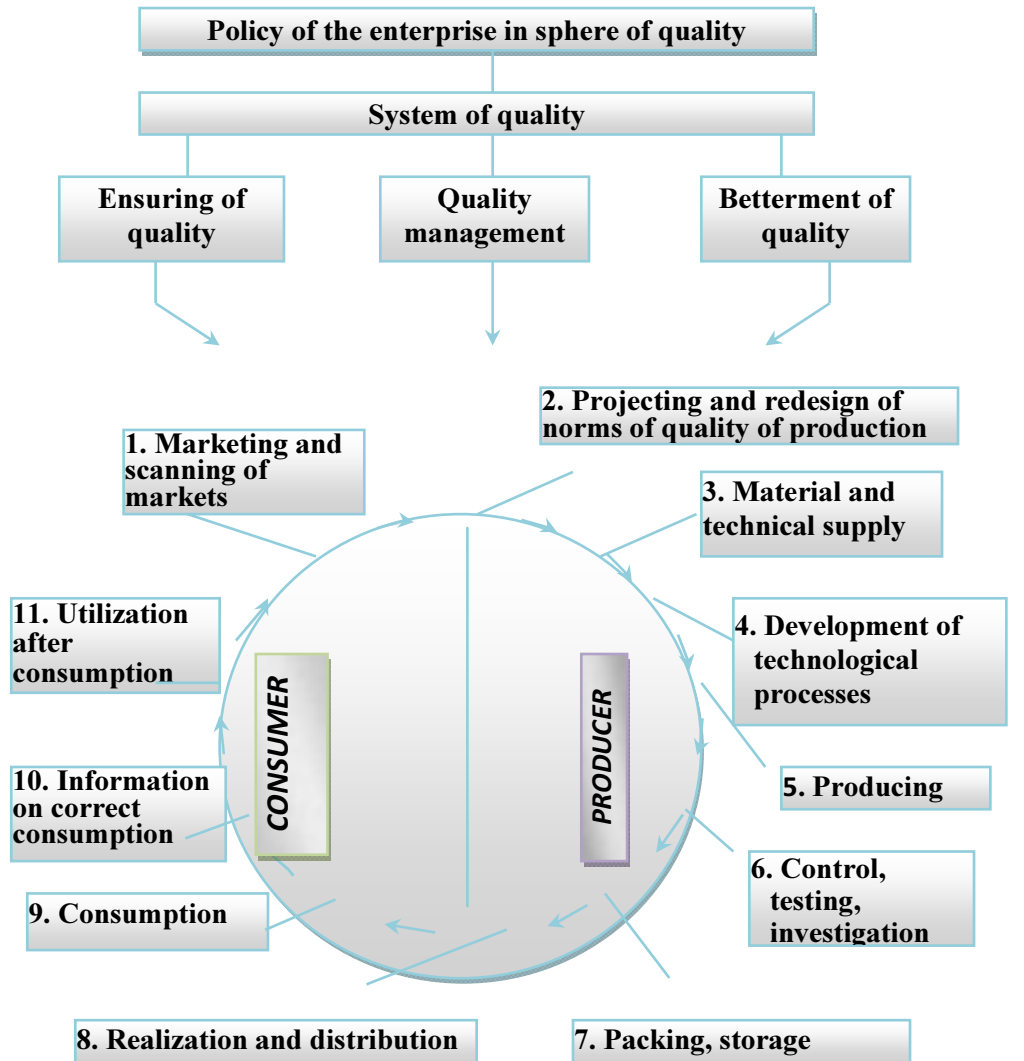 Policy of the enterprise in sphere of quality
System of quality
Ensuring of
quality
Quality
management
Betterment of
quality
2. Projecting and redesign of
norms of quality of production
1. Marketing and
scanning of
markets
3. Material and
technical supply
11. Utilization
after
consumption
4. Development of
technological
processes
CONSUMER
PRODUCER
10. Information
on correct
consumption
5. Producing
6. Control,
testing,
investigation
9. Consumption
8. Realization and distribution
7. Packing, storage